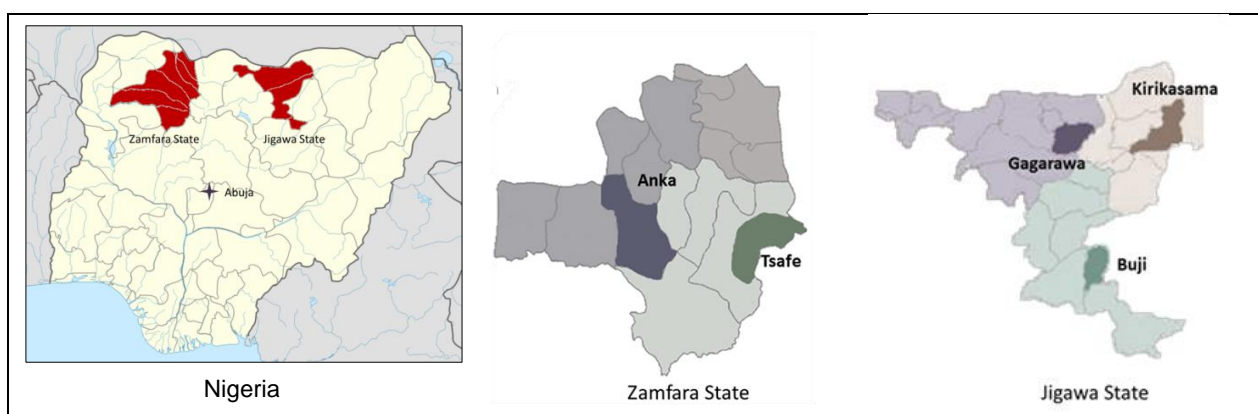 Zamfara State
Jigawa State
Abuja
Nigeria
Anka
Tsafe
Zamfara State
Kirikasama
Gagarawa
Buji
Jigawa State